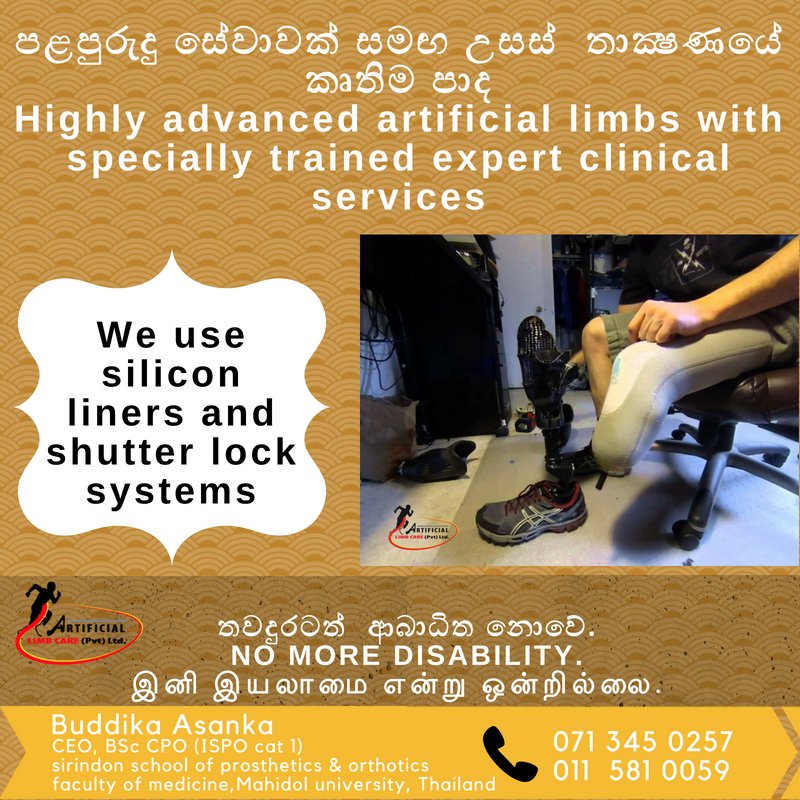 පළපුරුදු සේවාවක් සමඟ උසස් තාක්‍ෂණයේ
කෘතිම පාද
Highly advanced artificial limbs with
specially trained expert clinical
services
We use
silicon
liners and
shutter lock
systems
ARTIFICIAL
LIMB CARE (Pvt) Ltd.
ARTIFICIAL
LIMB CARE (Pvt) Ltd.
තවදුරටත් ආබාධිත නොවේ.
NO MORE DISABILITY.
இனி இயலாமை என்று ஒன்றில்லை.
Buddika Asanka
CEO, BSc CPO (ISPO cat 1)
sirindon school of prosthetics & orthotics
faculty of medicine,Mahidol university, Thailand
071 345 0257
011 581 0059